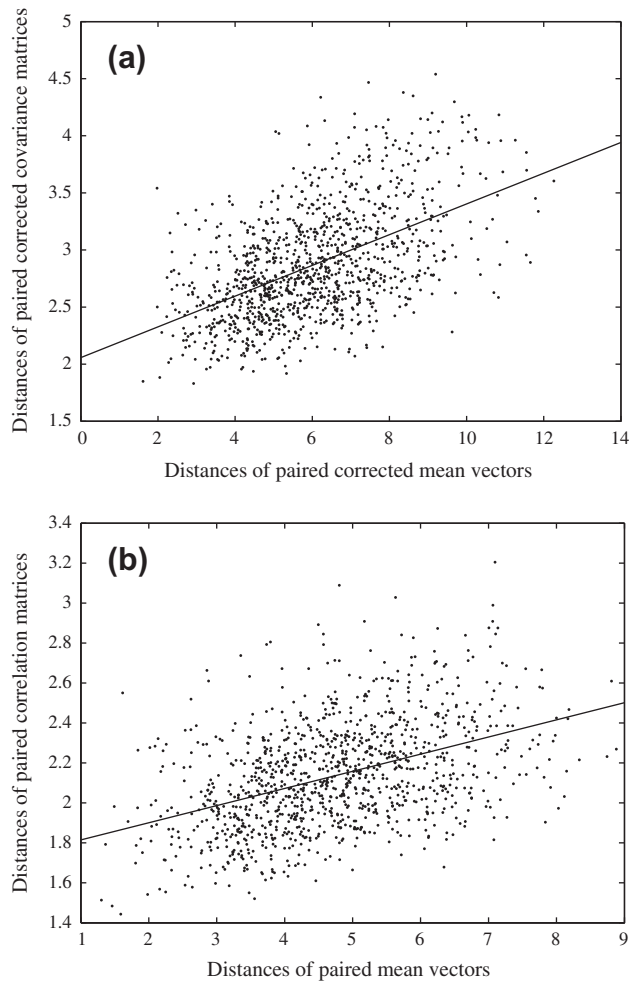 (a)
Distances of paired corrected covariance matrices
5
4.5
4
3.5
3
2.5
2
1.5
0 2 4 6 8 10 12 14
Distances of paired corrected mean vectors
(b)
Distances of paired correlation matrices
3.4
3.2
3
2.8
2.6
2.4
2.2
2
1.8
1.6
1.4
1 2 3 4 5 6 7 8 9
Distances of paired mean vectors